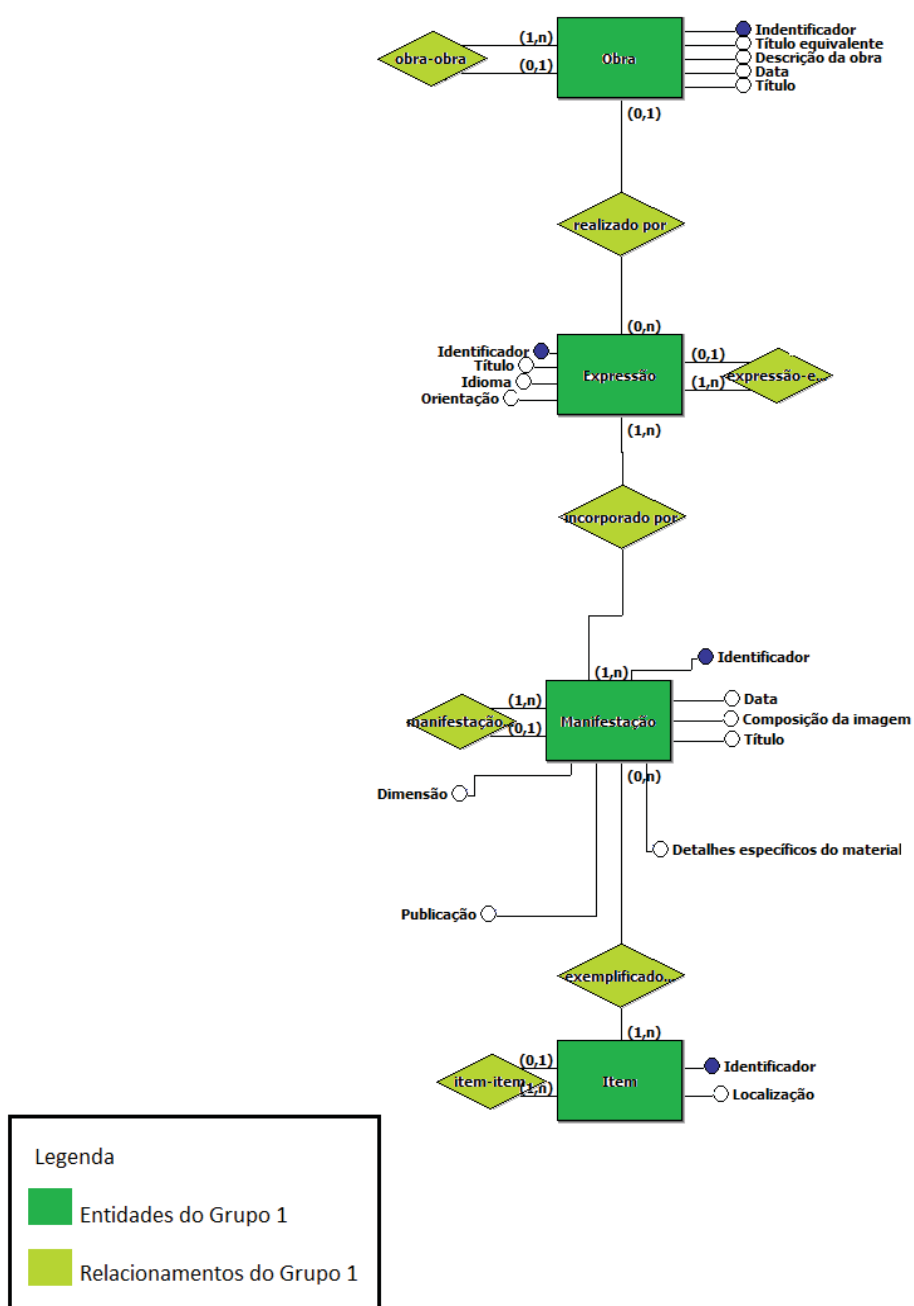 (1,n)
obra-obra
(0,1)
Obra
Indentificador
Título equivalente
Descrição da obra
Data
Título
(0,1)
realizado por
(0,n)
Identificador
Título
Idioma
Orientação
Expressão
(0,1)
(1,n)
expressão-e...
(1,n)
incorporado por
(1,n)
Identificador
(1,n)
manifestação...
(0,1)
Manifestação
Data
Composição da imagem
Título
(0,n)
Dimensão
Detalhes específicos do material
Publicação
exemplificado...
(1,n)
(0,1)
item-item
(1,n)
Item
Identificador
Localização
Legenda
Entidades do Grupo 1
Relacionamentos do Grupo 1